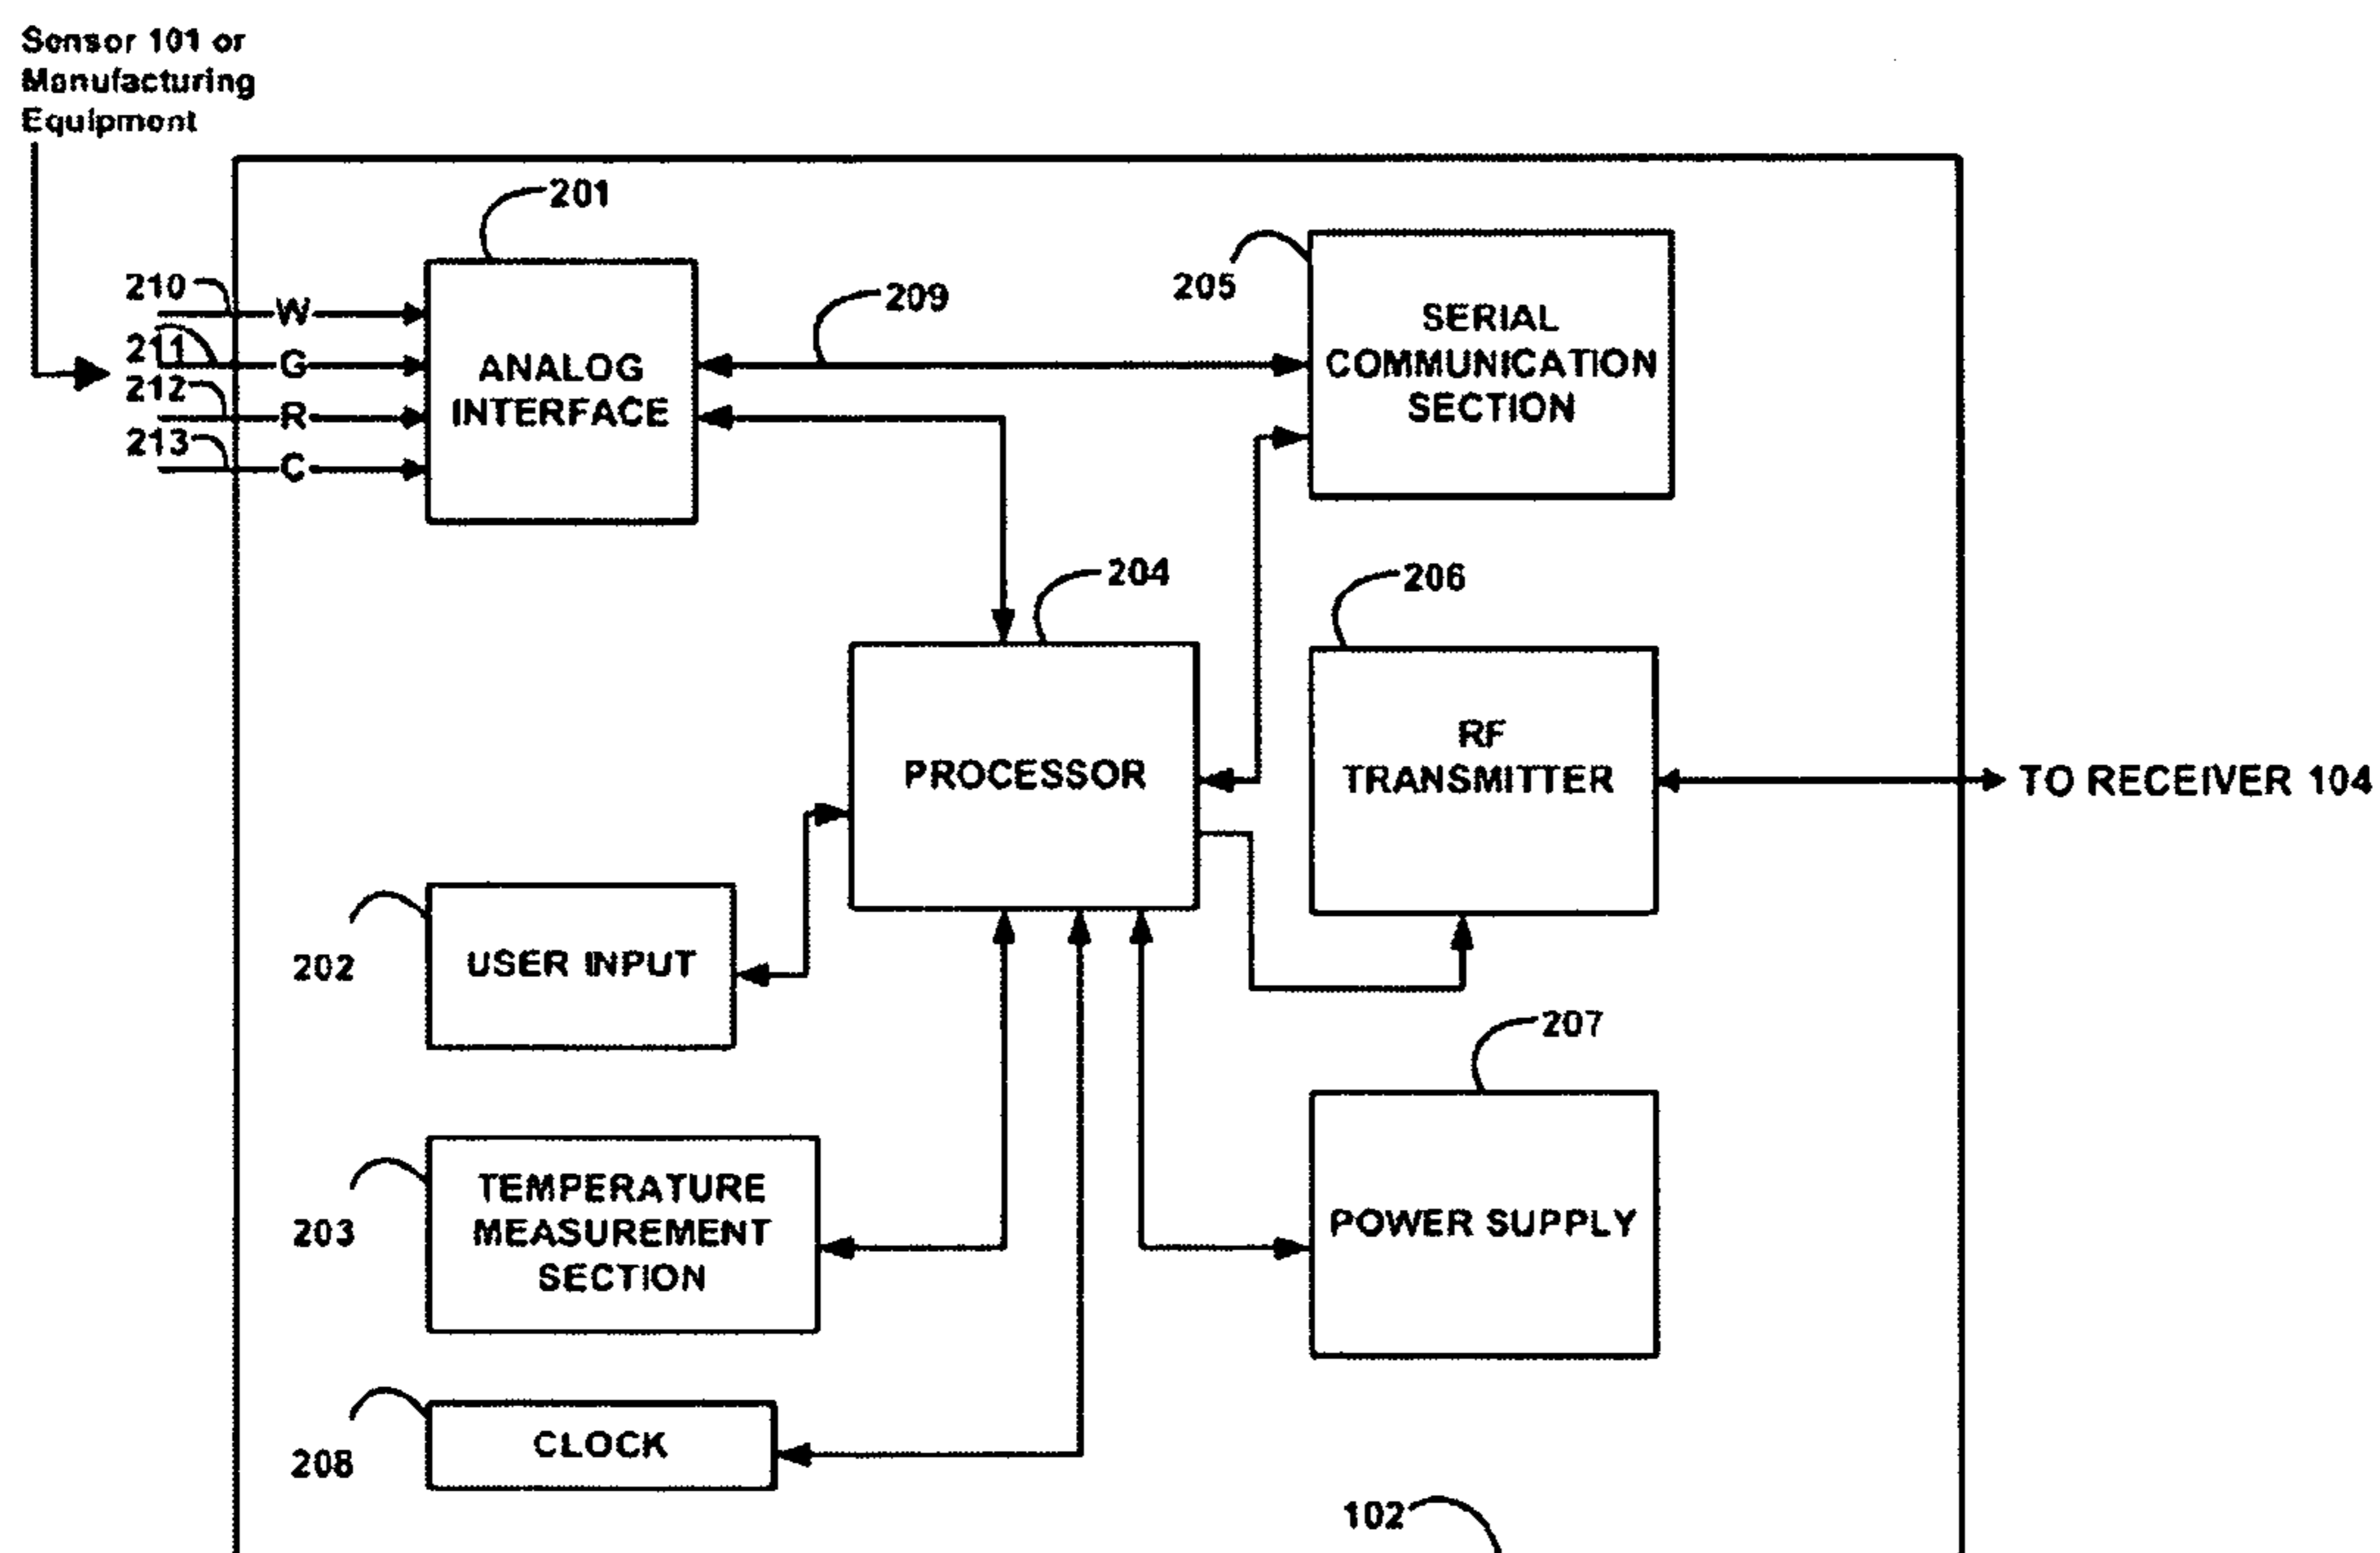 Sensor 101 or
Manufacturing
Equipment
201
210
W
211
G
212
R
213
C
ANALOG
INTERFACE
209
205
SERIAL
COMMUNICATION
SECTION
204
206
PROCESSOR
RF
TRANSMITTER
TO RECEIVER 104
202
USER INPUT
207
203
TEMPERATURE
MEASUREMENT
SECTION
POWER SUPPLY
208
CLOCK
102